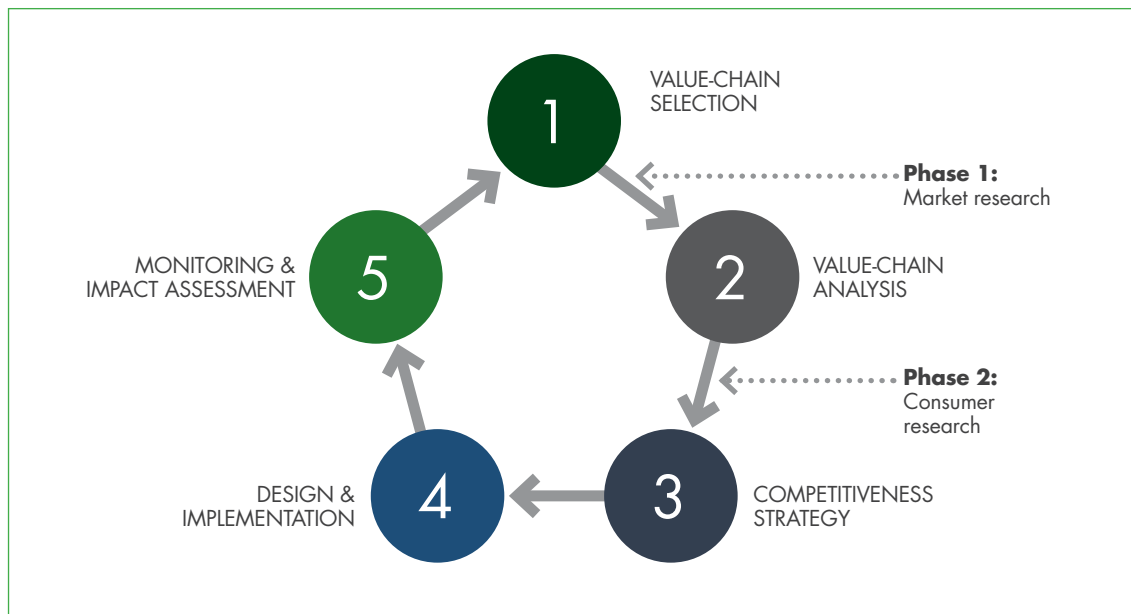 1
VALUE-CHAIN
SELECTION
Phase 1:
Market research
2
VALUE-CHAIN
ANALYSIS
Phase 2:
Consumer
research
3
COMPETITIVENESS
STRATEGY
4
DESIGN &
IMPLEMENTATION
5
MONITORING &
IMPACT ASSESSMENT